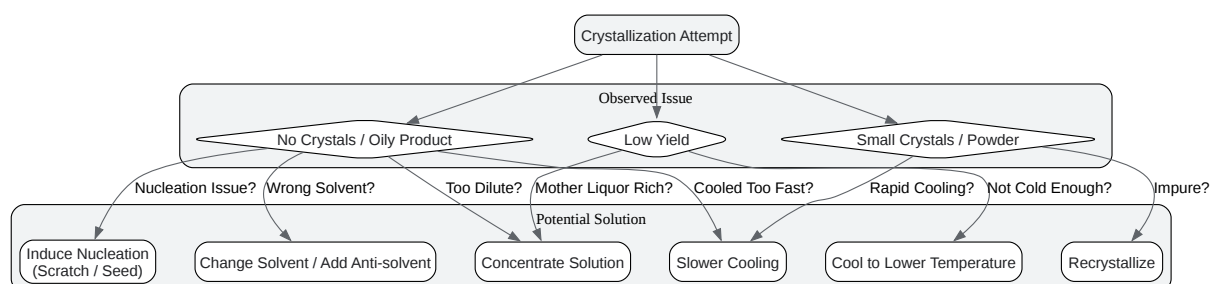 Crystallization Attempt
Observed Issue
No Crystals / Oily Product
Low Yield
Small Crystals / Powder
Nucleation Issue?
Wrong Solvent?
Too Dilute?
Mother Liquor Rich?
Cooled Too Fast?
Rapid Cooling?
Not Cold Enough?
Impure?
Potential Solution
Induce Nucleation
(Scratch / Seed)
Change Solvent / Add Anti-solvent
Concentrate Solution
Slower Cooling
Cool to Lower Temperature
Recrystallize